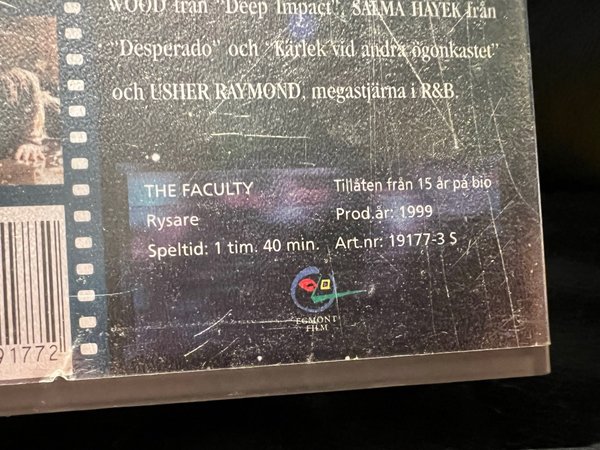 WOOD från "Deep Impact", SALMA HAYEK från
"Desperado" och "Kärlek vid andra ögonkastet"
och USHER RAYMOND, megastjärna i R&B.
THE FACULTY Tillåten från 15 år på bio
Rysare Prod.år: 1999
Speltid: 1 tim. 40 min. Art.nr: 19177-3 S
EGMONT
FILM
91772